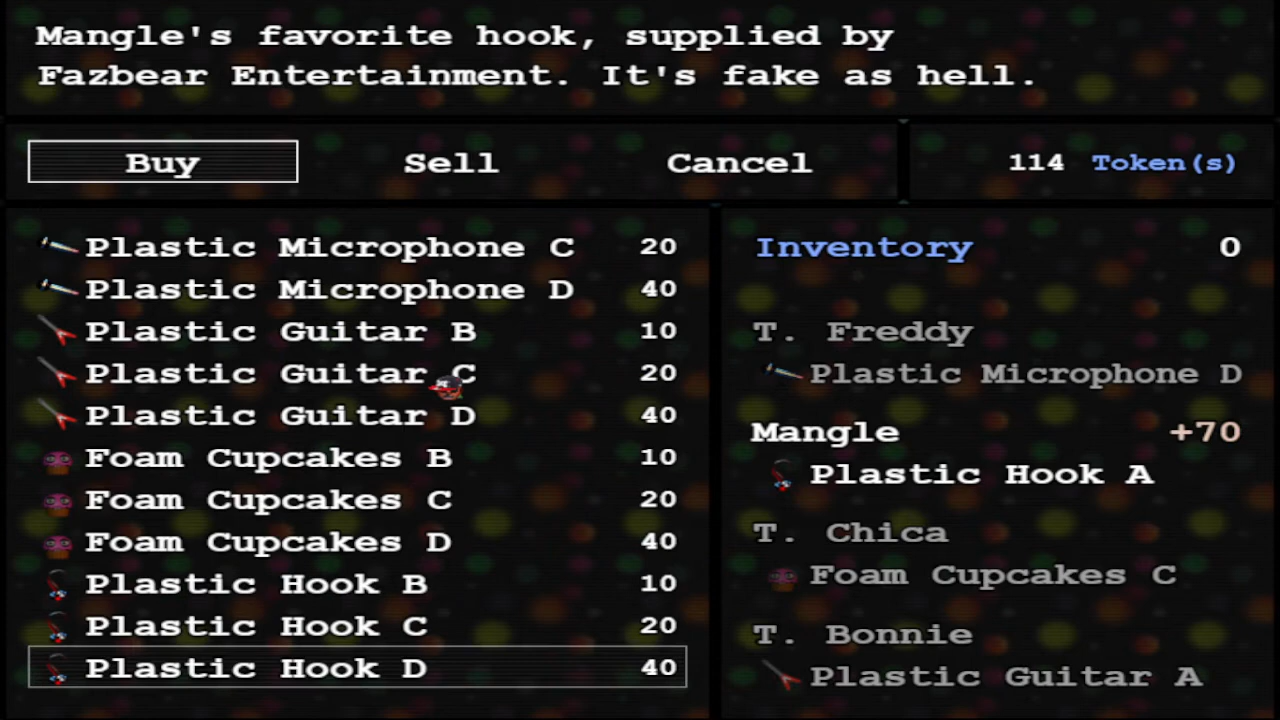 Mangle's favorite hook, supplied by
Fazbear Entertainment. It's fake as hell.
Buy Sell Cancel 114 Token(s)
Plastic Microphone C 20
Plastic Microphone D 40
Plastic Guitar B 10
Plastic Guitar C 20
Plastic Guitar D 40
Foam Cupcakes B 10
Foam Cupcakes C 20
Foam Cupcakes D 40
Plastic Hook B 10
Plastic Hook C 20
Plastic Hook D 40
Inventory 0
T. Freddy
Plastic Microphone D
Mangle +70
Plastic Hook A
T. Chica
Foam Cupcakes C
T. Bonnie
Plastic Guitar A